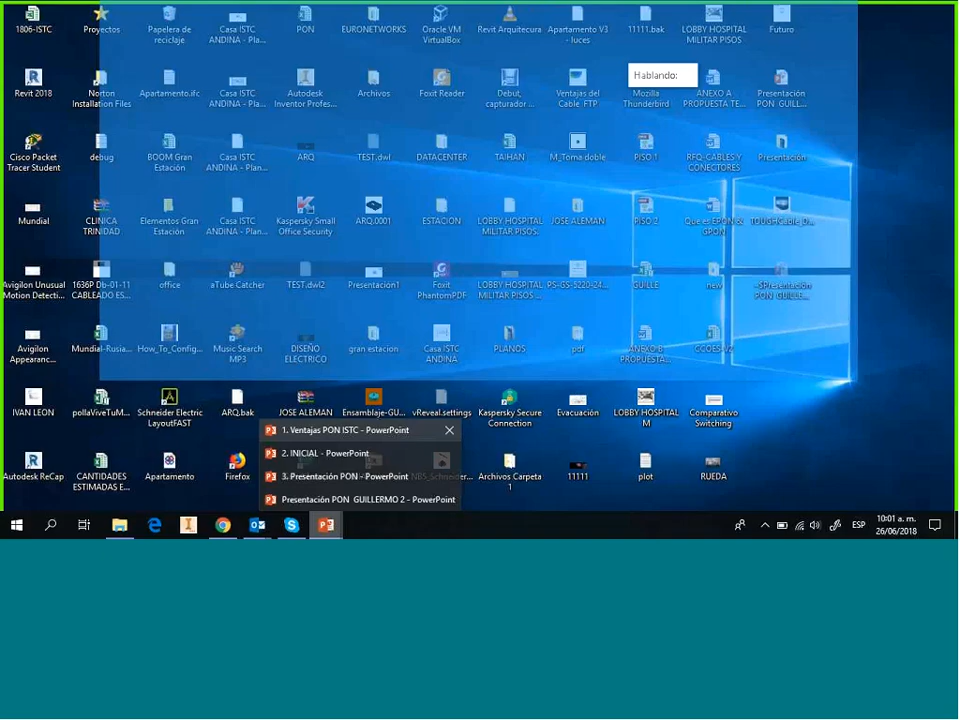 1806-ISTC
Proyectos
Papelera de
reciclaje
Casa ISTC
ANDINA - Pla...
PON
EURONETWORKS
Oracle VM
VirtualBox
Revit Arquitecura
Apartamento V3
- luces
11111.bak
LOBBY HOSPITAL
MILITAR PISOS
Futuro
Hablando:
Revit 2018
Norton
Installation Files
Apartamento.ifc
Casa ISTC
ANDINA - Pla...
Autodesk
Inventor Profes...
Archivos
Foxit Reader
Debut,
capturador ...
Ventajas del
Cable FTP
Mozilla
Thunderbird
ANEXO A
PROPUESTA TE...
Presentación
PON GUILL...
Cisco Packet
Tracer Student
debug
BOOM Gran
Estación
Casa ISTC
ANDINA - Plan...
ARQ
TEST.dwl
DATACENTER
TAIHAN
M_Toma doble
PISO 1
RFQ-CABLES Y
CONECTORES
Presentación
Mundial
CLINICA
TRINIDAD
Elementos Gran
Estación
Casa ISTC
ANDINA - Plan...
Kaspersky Small
Office Security
ARQ.0001
ESTACION
LOBBY HOSPITAL
MILITAR PISOS.
JOSE ALEMAN
PISO 2
Que es EPON &
GPON
TOUGHCable_D...
Avigilon Unusual
Motion Detecti...
1636P Db-01-11
CABLEADO ES...
office
aTube Catcher
TEST.dwl2
Presentación1
Foxit
PhantomPDF
LOBBY HOSPITAL
MILITAR PISOS ...
PS-GS-5220-24...
GUILLE
new
~$Presentación
PON GUILLE...
Avigilon
Appearanc...
Mundial-Rusia...
How_To_Config...
Music Search
MP3
DISEÑO
ELECTRICO
gran estacion
Casa ISTC
ANDINA
PLANOS
pdf
ANEXO B
PROPUESTA...
CCOES-V2
IVAN LEON
pollaViveTuM...
Schneider Electric
LayoutFAST
ARQ.bak
JOSE ALEMAN
Ensamblaje-GU...
vReveal.settings
Kaspersky Secure
Connection
Evacuación
LOBBY HOSPITAL
M
Comparativo
Switching
1. Ventajas PON ISTC - PowerPoint
2. INICIAL - PowerPoint
3. Presentación PON - PowerPoint
Presentación PON GUILLERMO 2 - PowerPoint
Autodesk ReCap
CANTIDADES
ESTIMADAS E...
Apartamento
Firefox
Archivos Carpeta
1
11111
plot
RUEDA
ESP
10:01 a. m.
26/06/2018